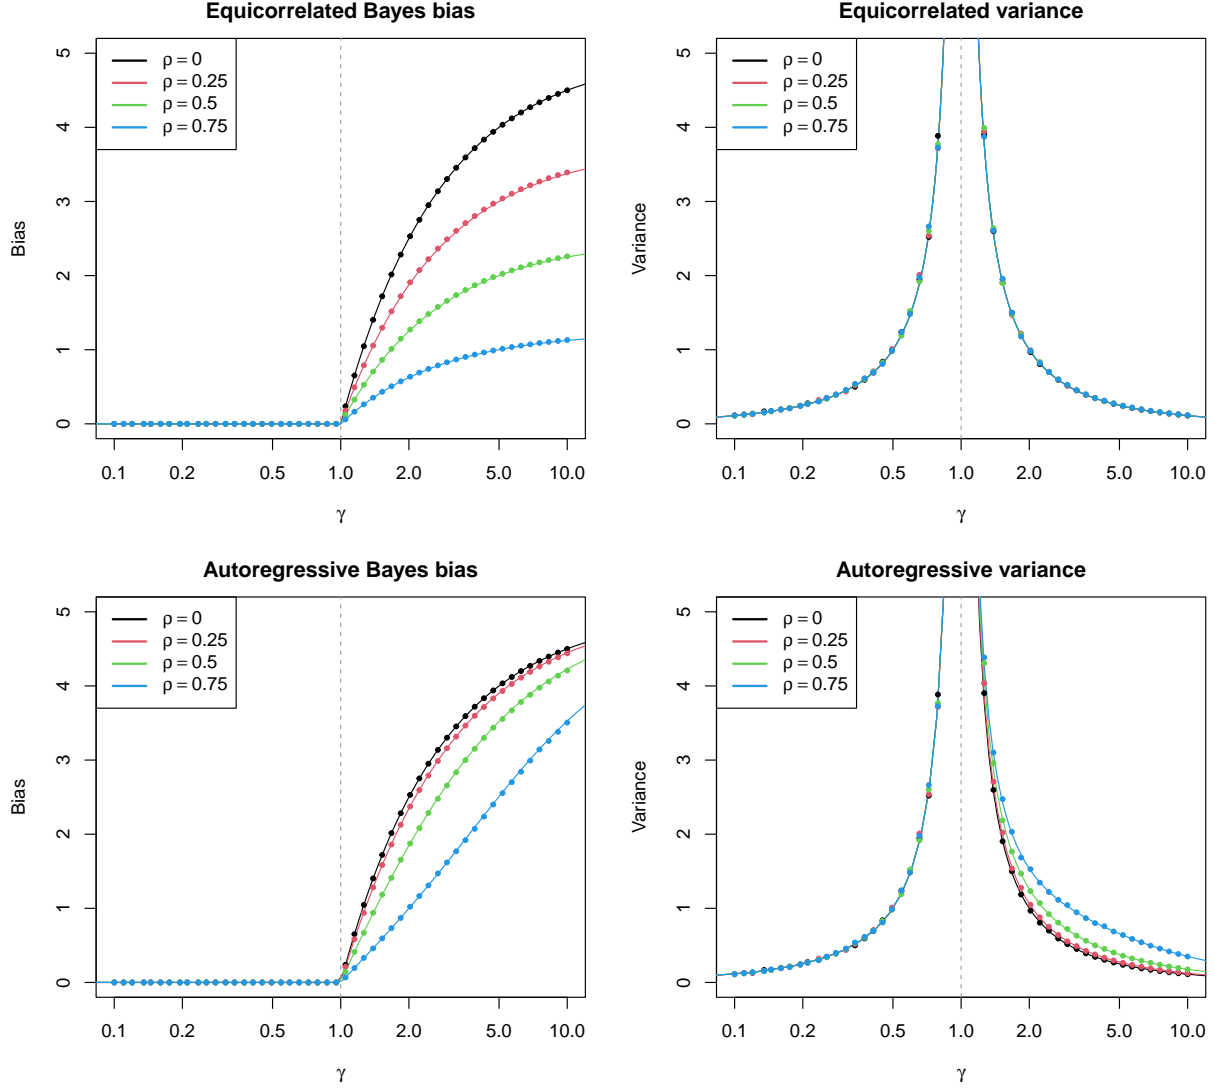 Equicorrelated Bayes bias
5
4
3
2
1
0
Bias
ρ = 0
ρ = 0.25
ρ = 0.5
ρ = 0.75
0.1 0.2 0.5 1.0 2.0 5.0 10.0
γ
Equicorrelated variance
5
4
3
2
1
0
Variance
ρ = 0
ρ = 0.25
ρ = 0.5
ρ = 0.75
0.1 0.2 0.5 1.0 2.0 5.0 10.0
γ
Autoregressive Bayes bias
5
4
3
2
1
0
Bias
ρ = 0
ρ = 0.25
ρ = 0.5
ρ = 0.75
0.1 0.2 0.5 1.0 2.0 5.0 10.0
γ
Autoregressive variance
5
4
3
2
1
0
Variance
ρ = 0
ρ = 0.25
ρ = 0.5
ρ = 0.75
0.1 0.2 0.5 1.0 2.0 5.0 10.0
γ